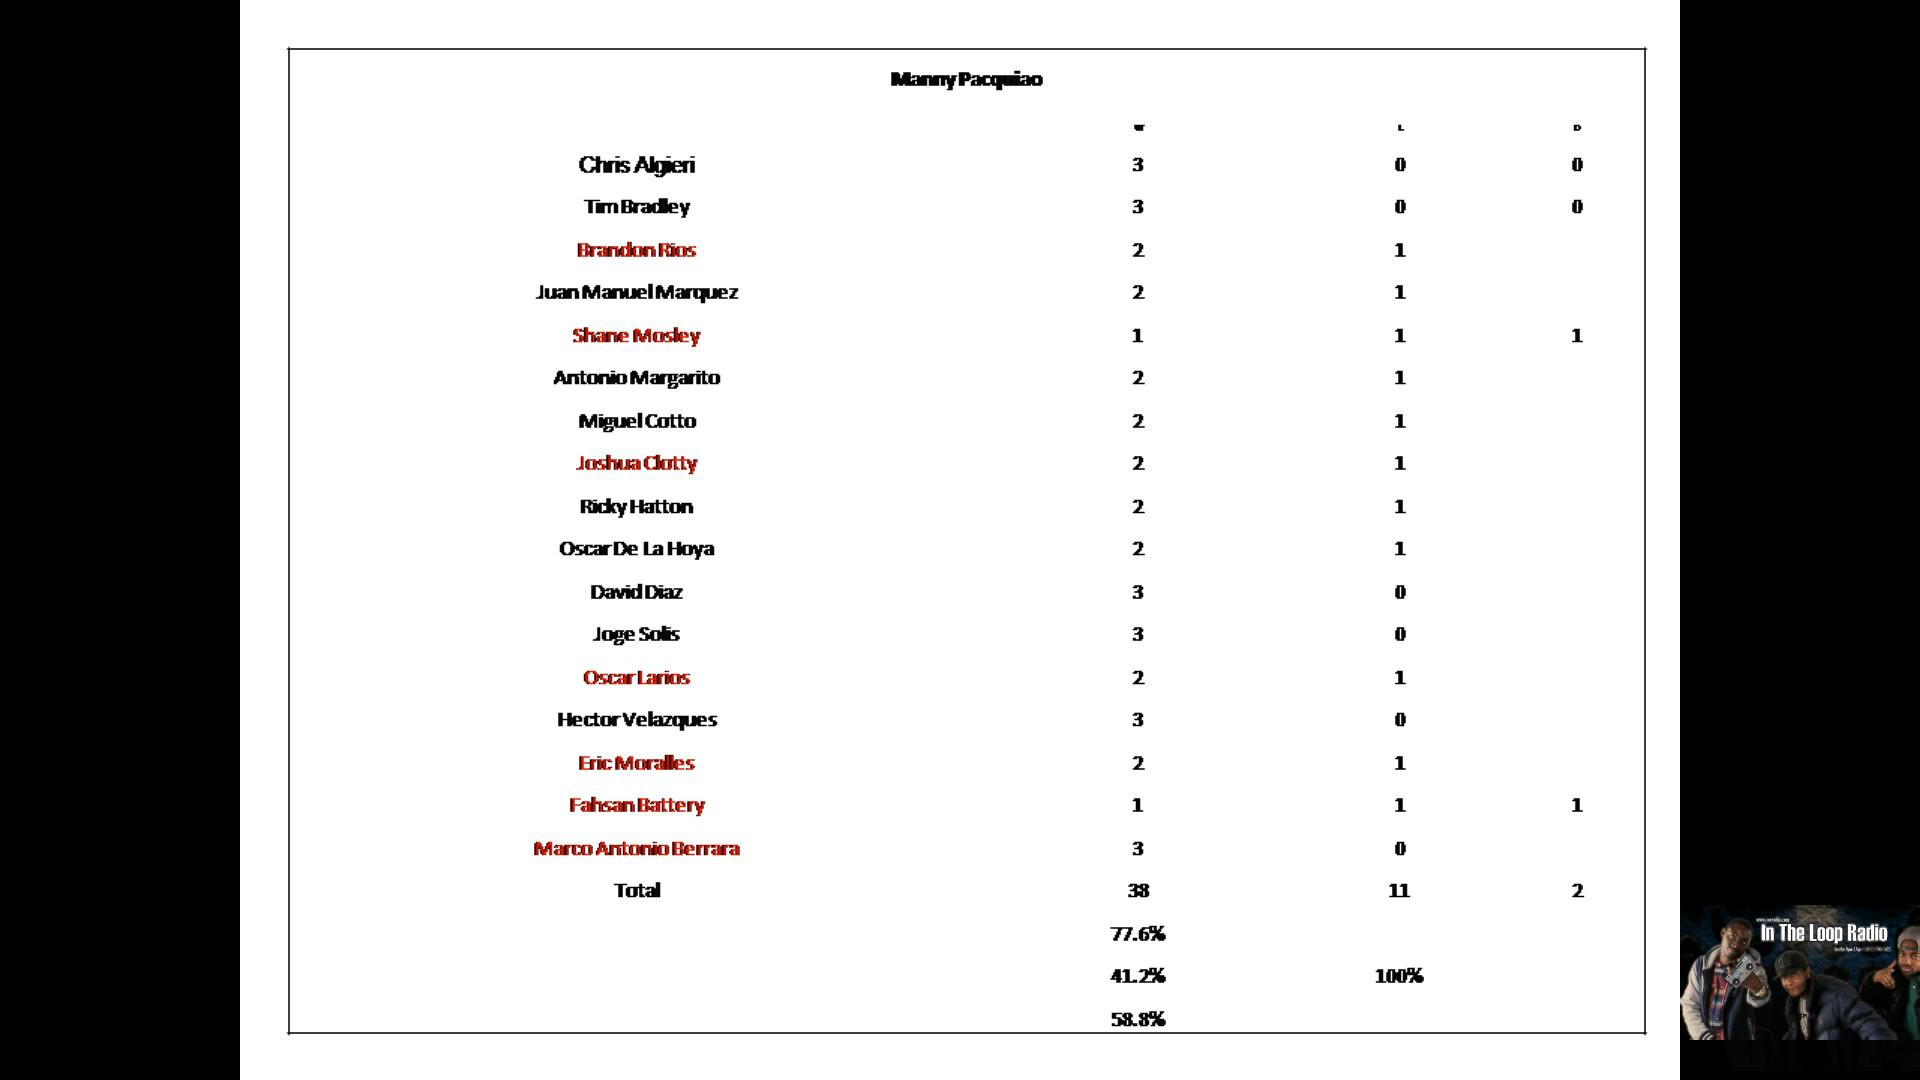 Manny Pacquiao
W L D
Chris Algieri 3 0 0
Tim Bradley 3 0 0
Brandon Rios 2 1
Juan Manuel Marquez 2 1
Shane Mosley 1 1 1
Antonio Margarito 2 1
Miguel Cotto 2 1
Joshua Clotty 2 1
Ricky Hatton 2 1
Oscar De La Hoya 2 1
David Diaz 3 0
Joge Solis 3 0
Oscar Larios 2 1
Hector Velazques 3 0
Eric Moralles 2 1
Fahsan Battery 1 1 1
Marco Antonio Berrara 3 0
Total 38 11 2
77.6%
41.2% 100%
58.8%
In The Loop Radio